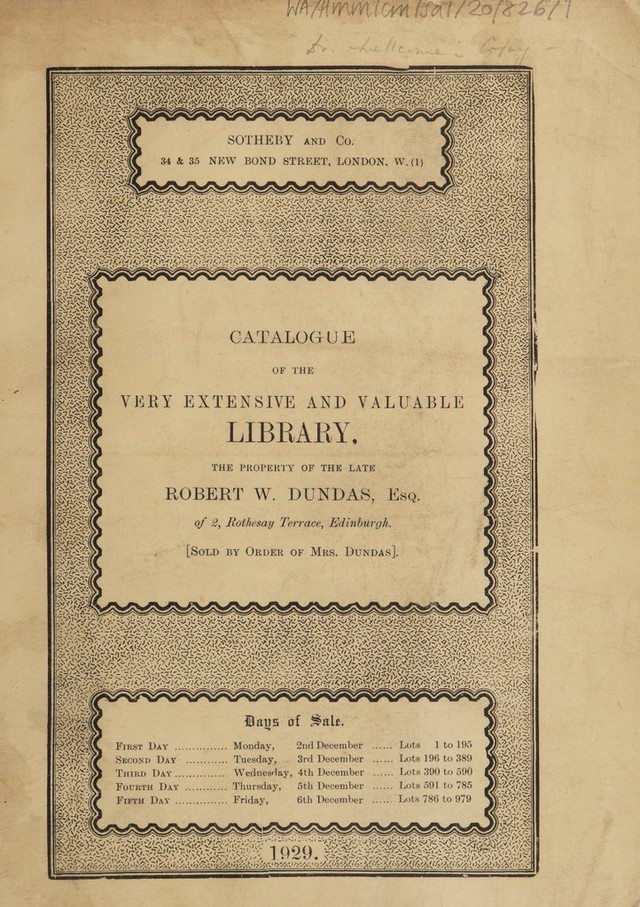 WA/HMM/CM/Sal/20/826/1
Dr. Wellcome's Copy
SOTHEBY AND CO.
34 & 35 NEW BOND STREET, LONDON, W.(1)
CATALOGUE
OF THE
VERY EXTENSIVE AND VALUABLE
LIBRARY,
THE PROPERTY OF THE LATE
ROBERT W. DUNDAS, ESQ.
of 2, Rothesay Terrace, Edinburgh.
[SOLD BY ORDER OF MRS. DUNDAS].
Days of Sale.
FIRST DAY ............... Monday, 2nd December ...... Lots 1 to 195
SECOND DAY ............ Tuesday, 3rd December ...... Lots 196 to 389
THIRD DAY .............. Wednesday, 4th December ...... Lots 390 to 590
FOURTH DAY ............ Thursday, 5th December ...... Lots 591 to 785
FIFTH DAY ............... Friday, 6th December ...... Lots 786 to 979
1929.